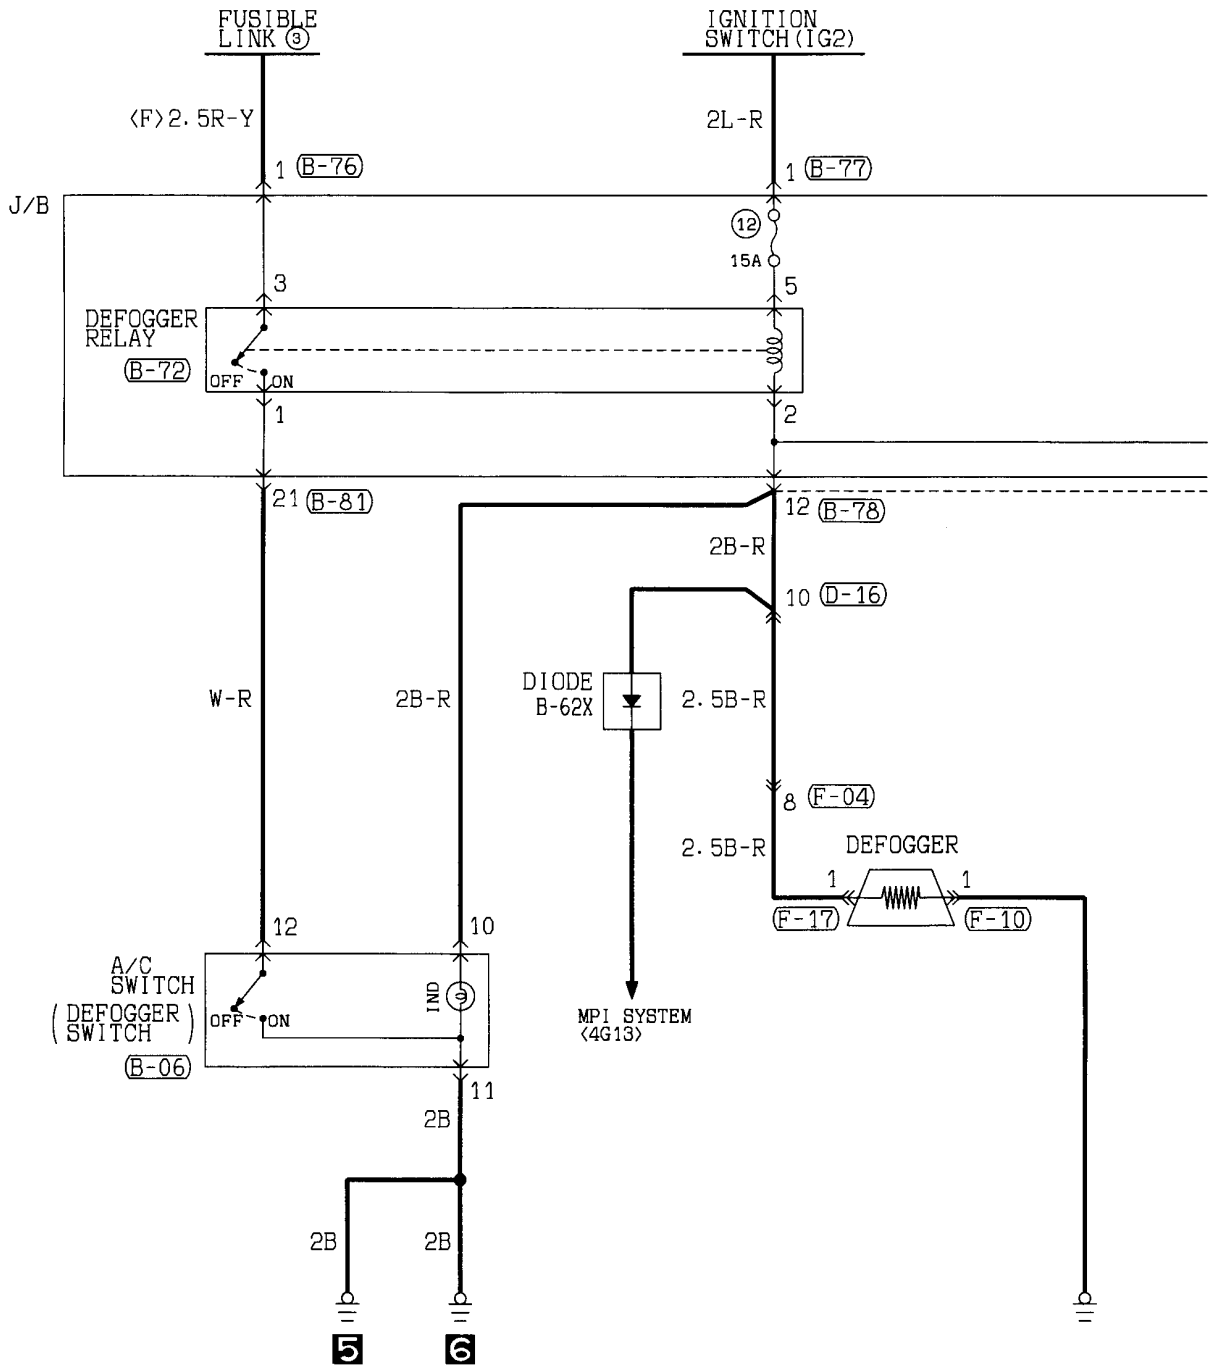 FUSIBLE
LINK ③
IGNITION
SWITCH(IG2)
<F>2.5R-Y
2L-R
1 B-76
1 B-77
J/B
⑫
15A
3
5
DEFOGGER
RELAY
B-72
OFF ON
1
2
21 B-81
12 B-78
2B-R
10 D-16
W-R
2B-R
DIODE
B-62X
2.5B-R
8 F-04
2.5B-R
DEFOGGER
1
1
F-17
F-10
12
10
A/C
SWITCH
(DEFOGGER
SWITCH)
OFF ON
IND
B-06
MPI SYSTEM
<4G13>
11
2B
2B
2B
5
6